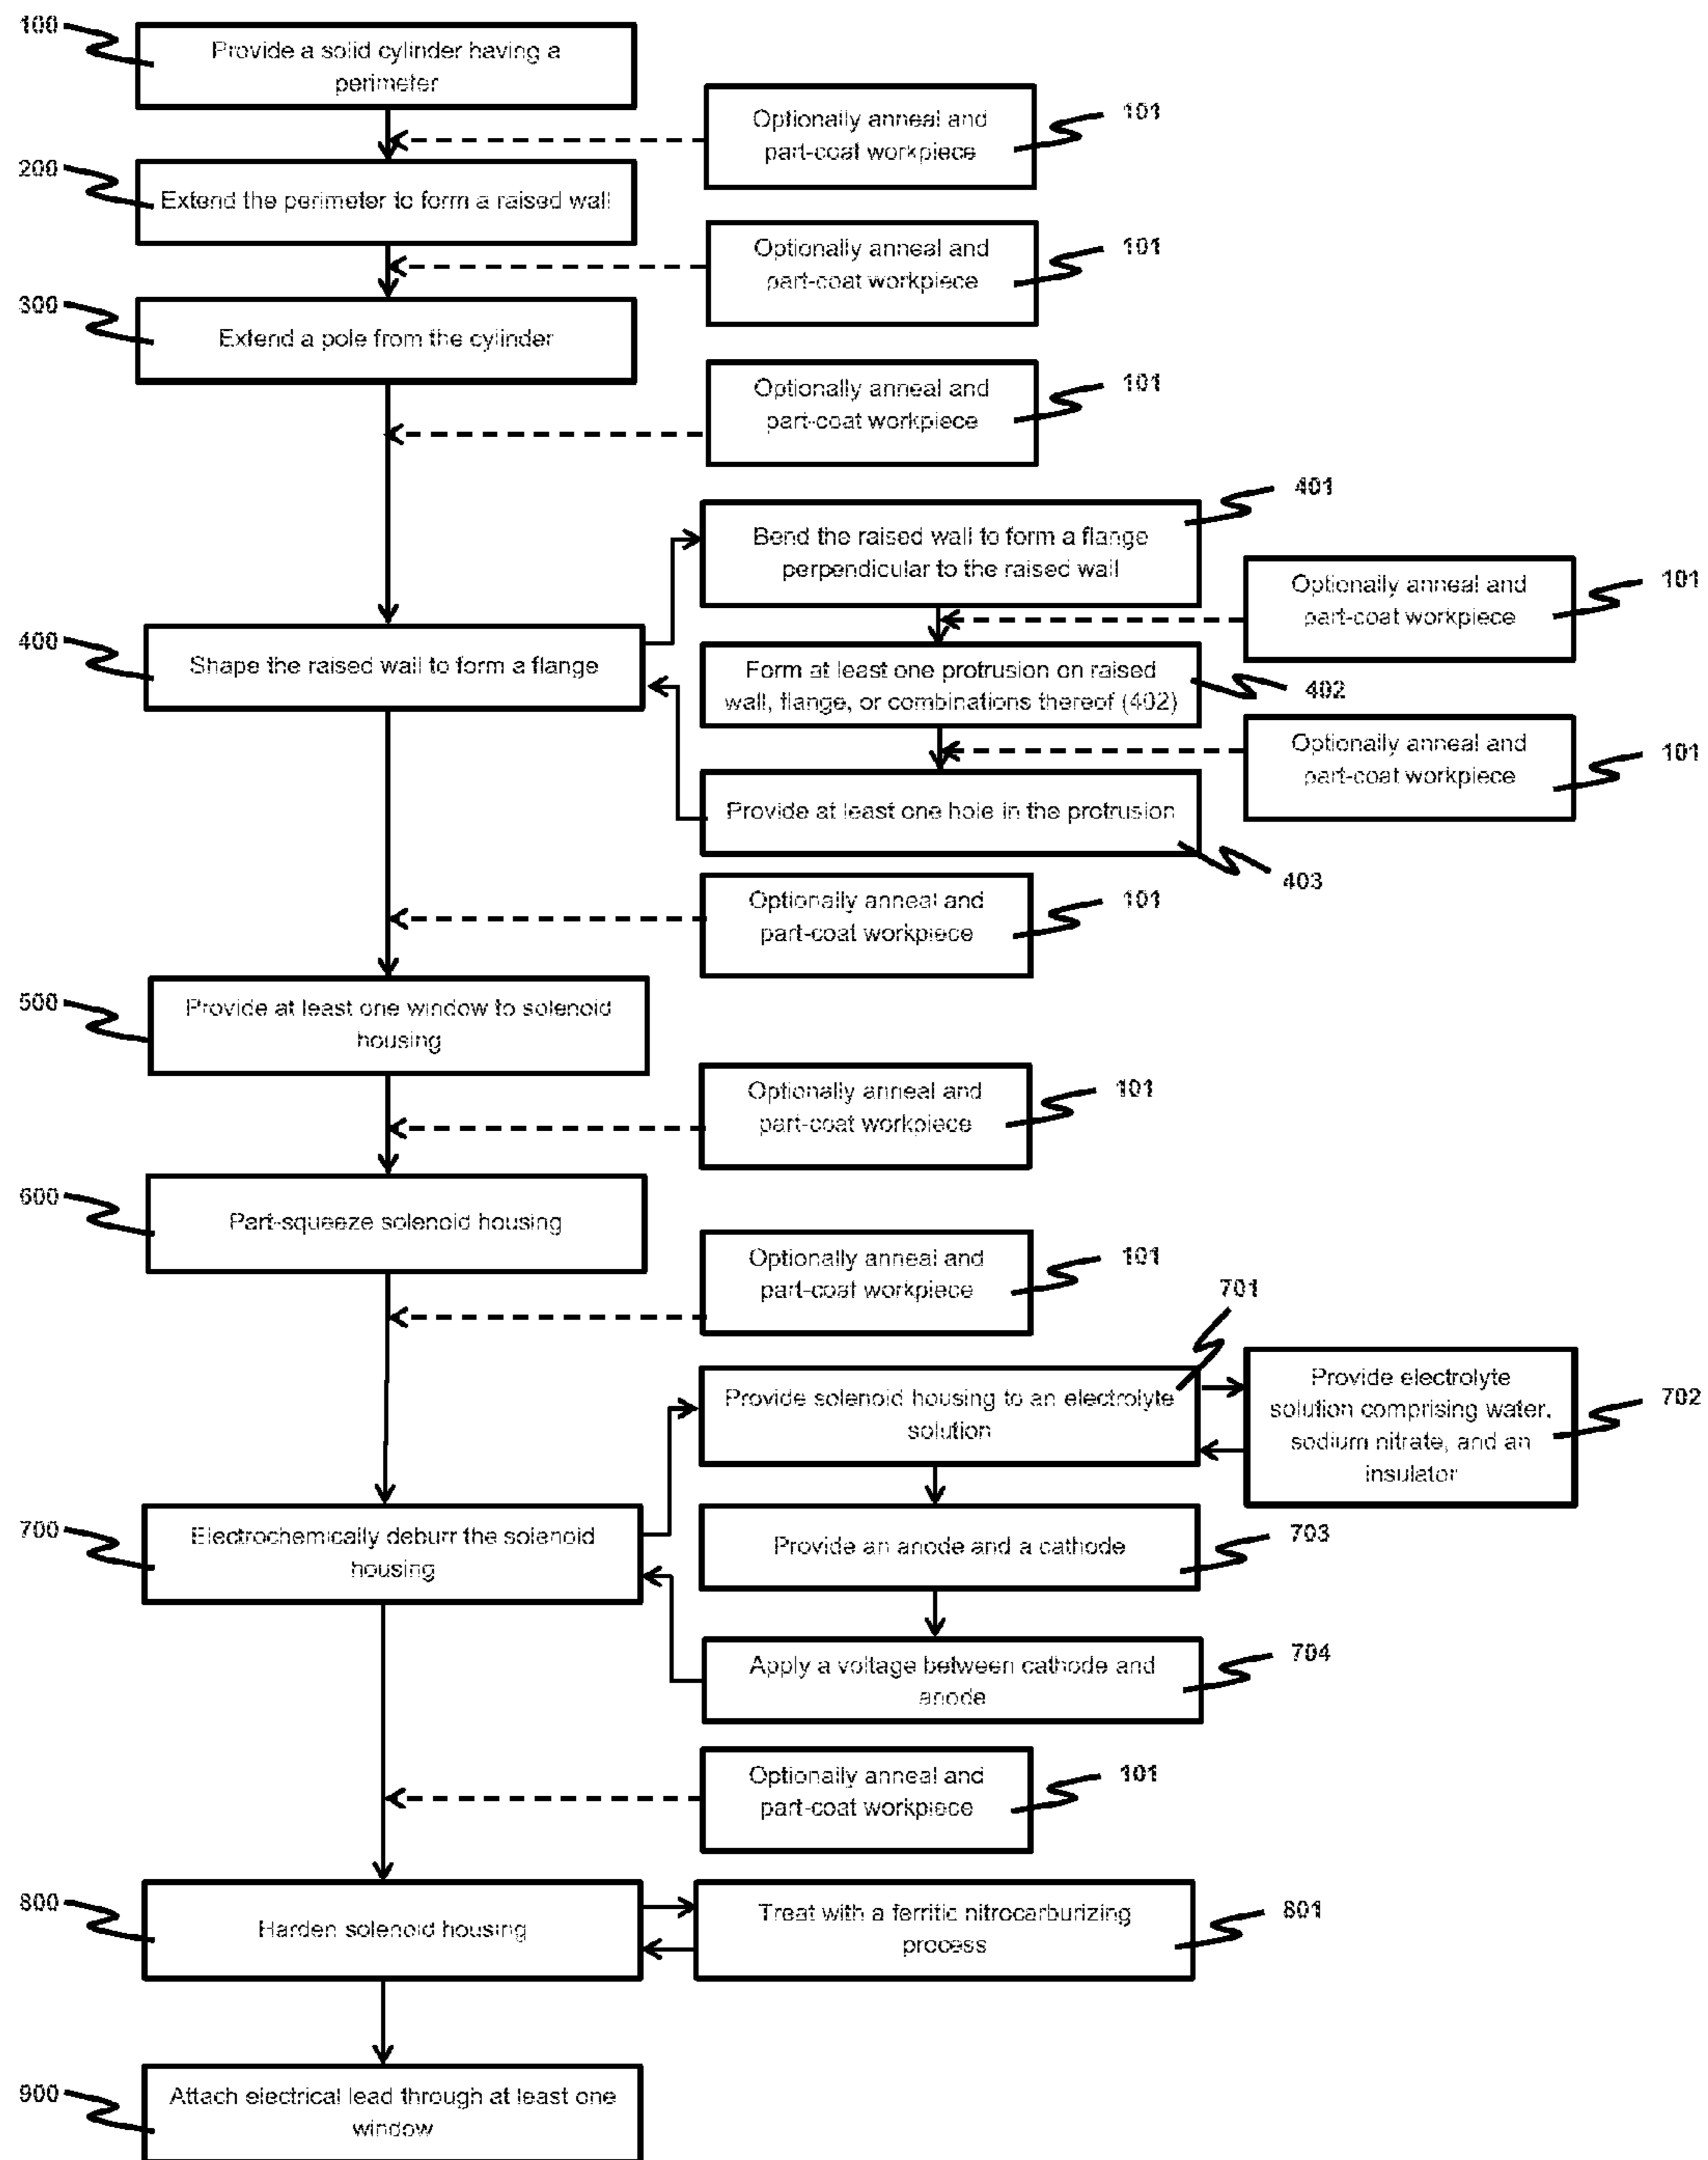 100
Provide a solid cylinder having a
perimeter
Optionally anneal and
part-coat workpiece
101
200
Extend the perimeter to form a raised wall
Optionally anneal and
part-coat workpiece
101
300
Extend a pole from the cylinder
Optionally anneal and
part-coat workpiece
101
401
Bend the raised wall to form a flange
perpendicular to the raised wall
Optionally anneal and
part-coat workpiece
101
400
Shape the raised wall to form a flange
Form at least one protrusion on raised
wall, flange, or combinations thereof (402)
402
Optionally anneal and
part-coat workpiece
101
Provide at least one hole in the protrusion
403
Optionally anneal and
part-coat workpiece
101
500
Provide at least one window to solenoid
housing
Optionally anneal and
part-coat workpiece
101
600
Part-squeeze solenoid housing
Optionally anneal and
part-coat workpiece
101
701
Provide solenoid housing to an electrolyte
solution
Provide electrolyte
solution comprising water,
sodium nitrate, and an
insulator
702
700
Electrochemically deburr the solenoid
housing
Provide an anode and a cathode
703
Apply a voltage between cathode and
anode
704
Optionally anneal and
part-coat workpiece
101
800
Harden solenoid housing
Treat with a ferritic nitrocarburizing
process
801
900
Attach electrical lead through at least one
window